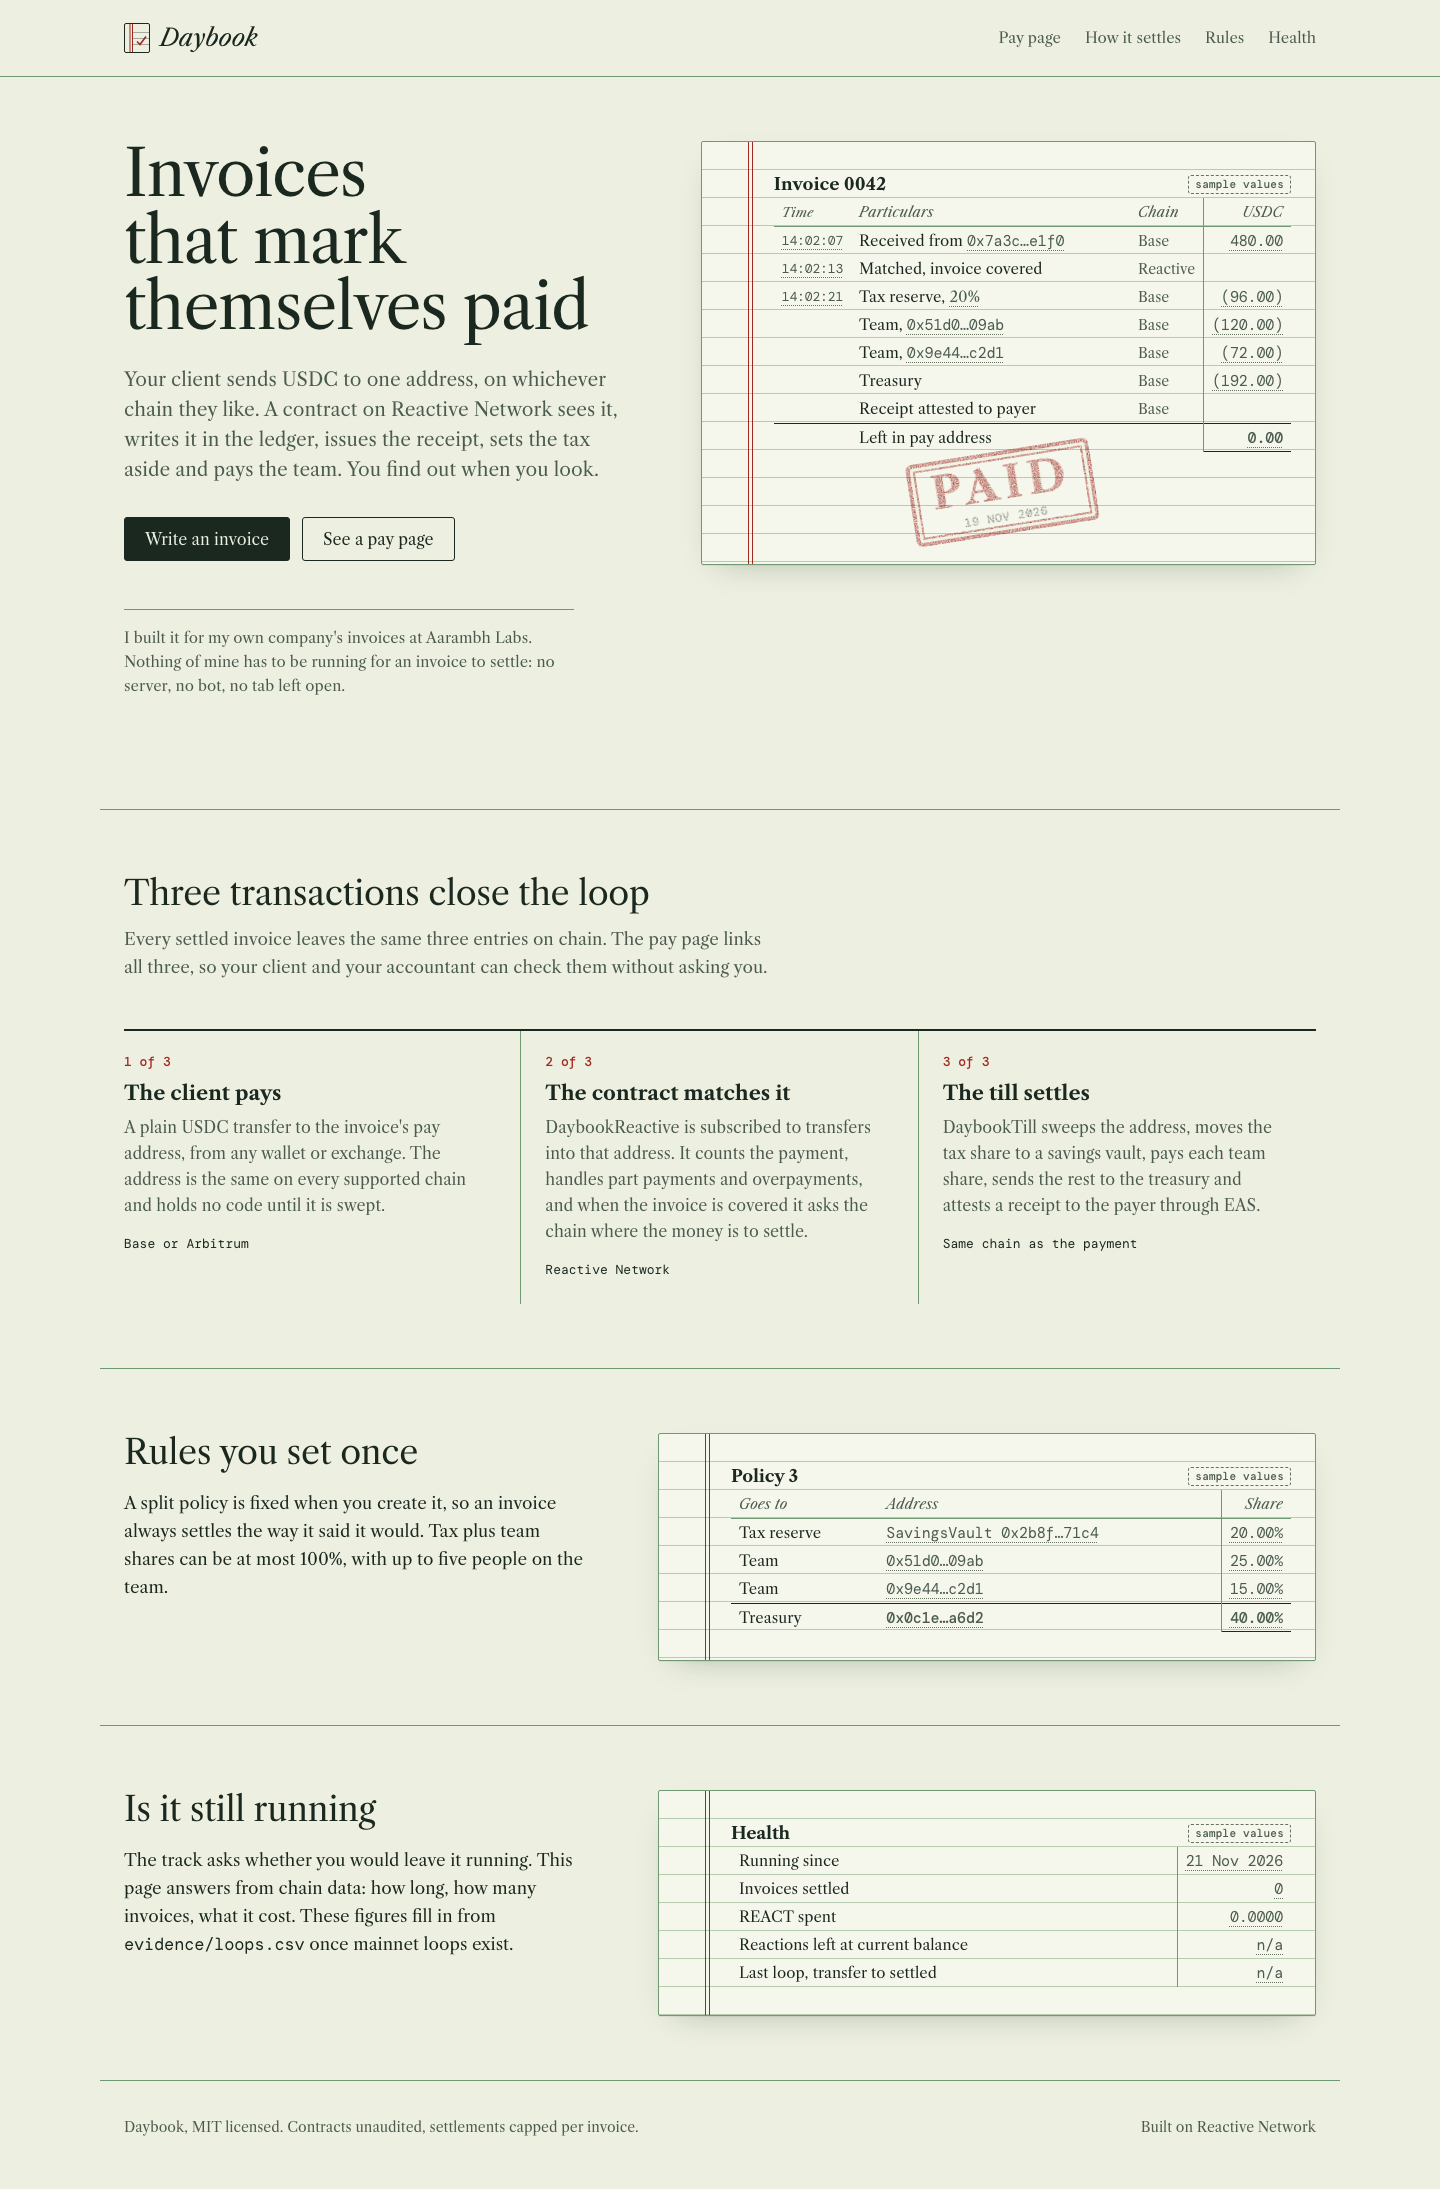 Daybook
Pay page How it settles Rules Health
Invoices
that mark
themselves paid
Your client sends USDC to one address, on whichever
chain they like. A contract on Reactive Network sees it,
writes it in the ledger, issues the receipt, sets the tax
aside and pays the team. You find out when you look.
Write an invoice See a pay page
I built it for my own company's invoices at Aarambh Labs.
Nothing of mine has to be running for an invoice to settle: no
server, no bot, no tab left open.
Invoice 0042 sample values
Time Particulars Chain USDC
14:02:07 Received from 0x7a3c…e1f0 Base 480.00
14:02:13 Matched, invoice covered Reactive
14:02:21 Tax reserve, 20% Base (96.00)
Team, 0x51d0…09ab Base (120.00)
Team, 0x9e44…c2d1 Base (72.00)
Treasury Base (192.00)
Receipt attested to payer Base
Left in pay address 0.00
PAID
19 NOV 2026
Three transactions close the loop
Every settled invoice leaves the same three entries on chain. The pay page links
all three, so your client and your accountant can check them without asking you.
1 of 3
The client pays
A plain USDC transfer to the invoice's pay
address, from any wallet or exchange. The
address is the same on every supported chain
and holds no code until it is swept.
Base or Arbitrum
2 of 3
The contract matches it
DaybookReactive is subscribed to transfers
into that address. It counts the payment,
handles part payments and overpayments,
and when the invoice is covered it asks the
chain where the money is to settle.
Reactive Network
3 of 3
The till settles
DaybookTill sweeps the address, moves the
tax share to a savings vault, pays each team
share, sends the rest to the treasury and
attests a receipt to the payer through EAS.
Same chain as the payment
Rules you set once
A split policy is fixed when you create it, so an invoice
always settles the way it said it would. Tax plus team
shares can be at most 100%, with up to five people on the
team.
Policy 3 sample values
Goes to Address Share
Tax reserve SavingsVault 0x2b8f…71c4 20.00%
Team 0x51d0…09ab 25.00%
Team 0x9e44…c2d1 15.00%
Treasury 0x0c1e…a6d2 40.00%
Is it still running
The track asks whether you would leave it running. This
page answers from chain data: how long, how many
invoices, what it cost. These figures fill in from
evidence/loops.csv once mainnet loops exist.
Health sample values
Running since 21 Nov 2026
Invoices settled 0
REACT spent 0.0000
Reactions left at current balance n/a
Last loop, transfer to settled n/a
Daybook, MIT licensed. Contracts unaudited, settlements capped per invoice.
Built on Reactive Network